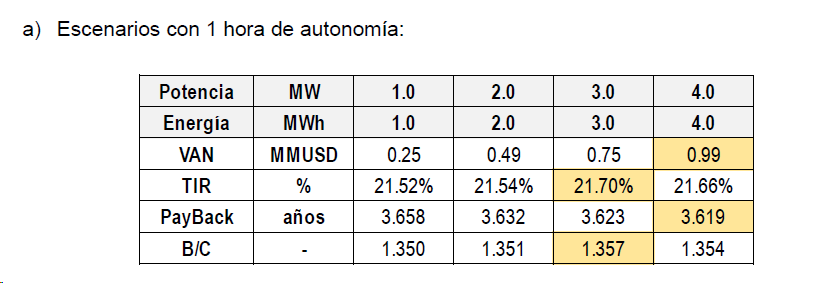 a) Escenarios con 1 hora de autonomía:
Potencia MW 1.0 2.0 3.0 4.0
Energía MWh 1.0 2.0 3.0 4.0
VAN MMUSD 0.25 0.49 0.75 0.99
TIR % 21.52% 21.54% 21.70% 21.66%
PayBack años 3.658 3.632 3.623 3.619
B/C - 1.350 1.351 1.357 1.354